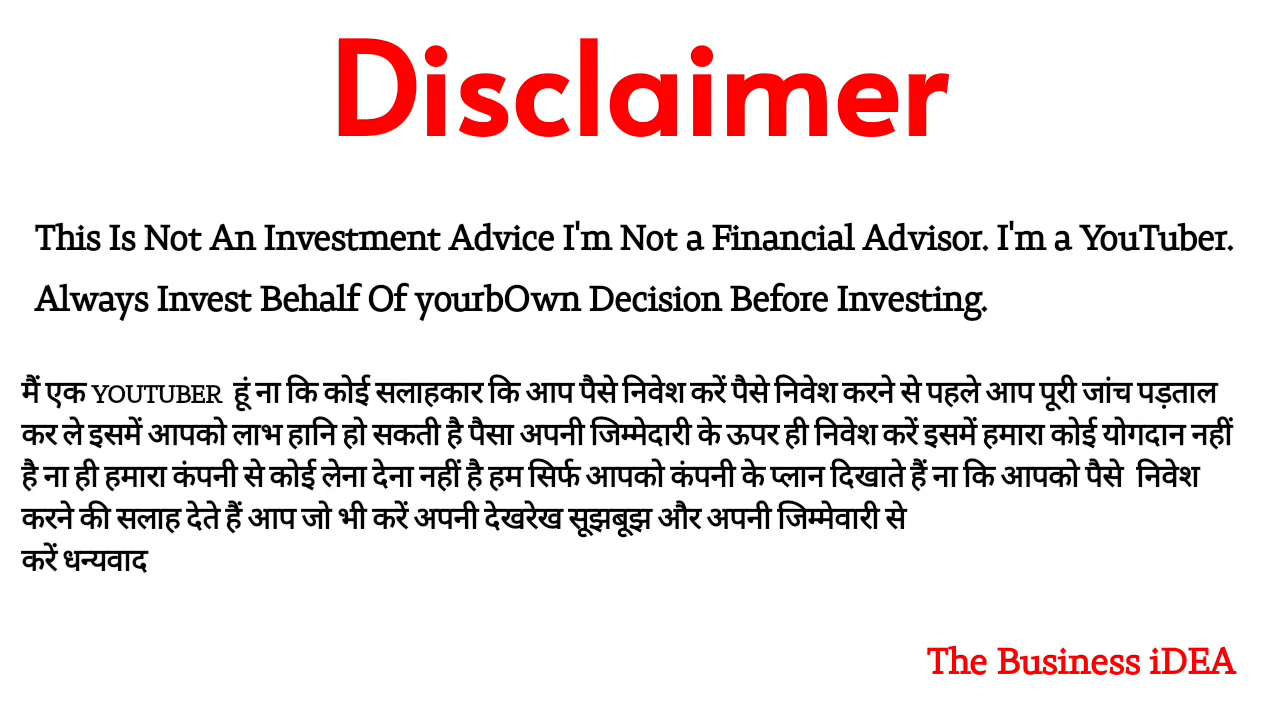 Disclaimer
This Is Not An Investment Advice I'm Not a Financial Advisor. I'm a YouTuber.
Always Invest Behalf Of yourbOwn Decision Before Investing.
मैं एक YOUTUBER हूं ना कि कोई सलाहकार कि आप पैसे निवेश करें पैसे निवेश करने से पहले आप पूरी जांच पड़ताल
कर ले इसमें आपको लाभ हानि हो सकती है पैसा अपनी जिम्मेदारी के ऊपर ही निवेश करें इसमें हमारा कोई योगदान नहीं
है ना ही हमारा कंपनी से कोई लेना देना नहीं है हम सिर्फ आपको कंपनी के प्लान दिखाते हैं ना कि आपको पैसे निवेश
करने की सलाह देते हैं आप जो भी करें अपनी देखरेख सूझबूझ और अपनी जिम्मेवारी से
करें धन्यवाद
The Business iDEA